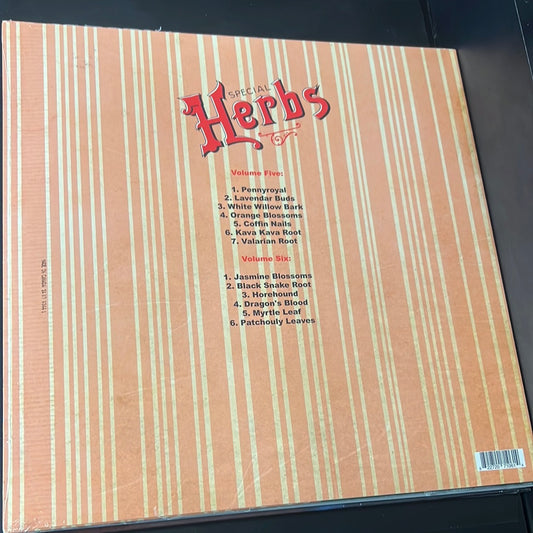 SPECIAL
Herbs
Volume Five:
1. Pennyroyal
2. Lavendar Buds
3. White Willow Bark
4. Orange Blossoms
5. Coffin Nails
6. Kava Kava Root
7. Valarian Root
Volume Six:
1. Jasmine Blossoms
2. Black Snake Root
3. Horehound
4. Dragon's Blood
5. Myrtle Leaf
6. Patchouly Leaves